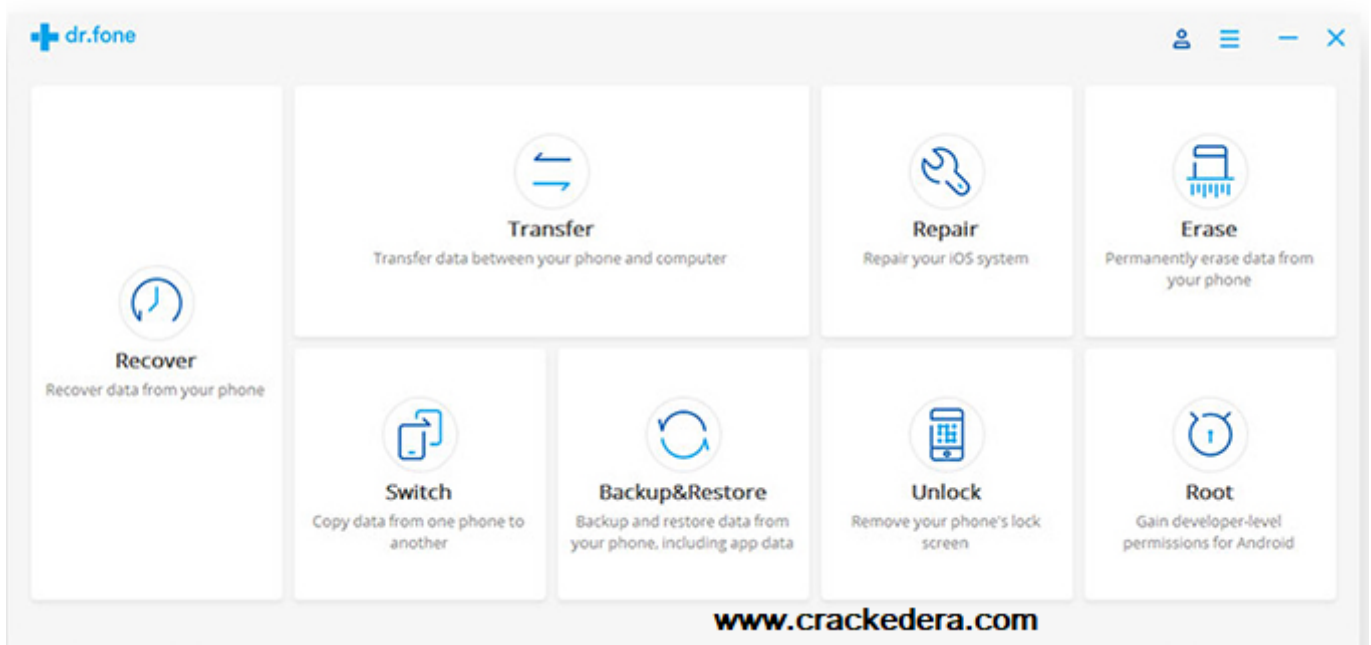 dr.fone
Recover
Recover data from your phone
Transfer
Transfer data between your phone and computer
Repair
Repair your iOS system
Erase
Permanently erase data from
your phone
Switch
Copy data from one phone to
another
Backup&Restore
Backup and restore data from
your phone, including app data
Unlock
Remove your phone's lock
screen
Root
Gain developer-level
permissions for Android
www.crackedera.com